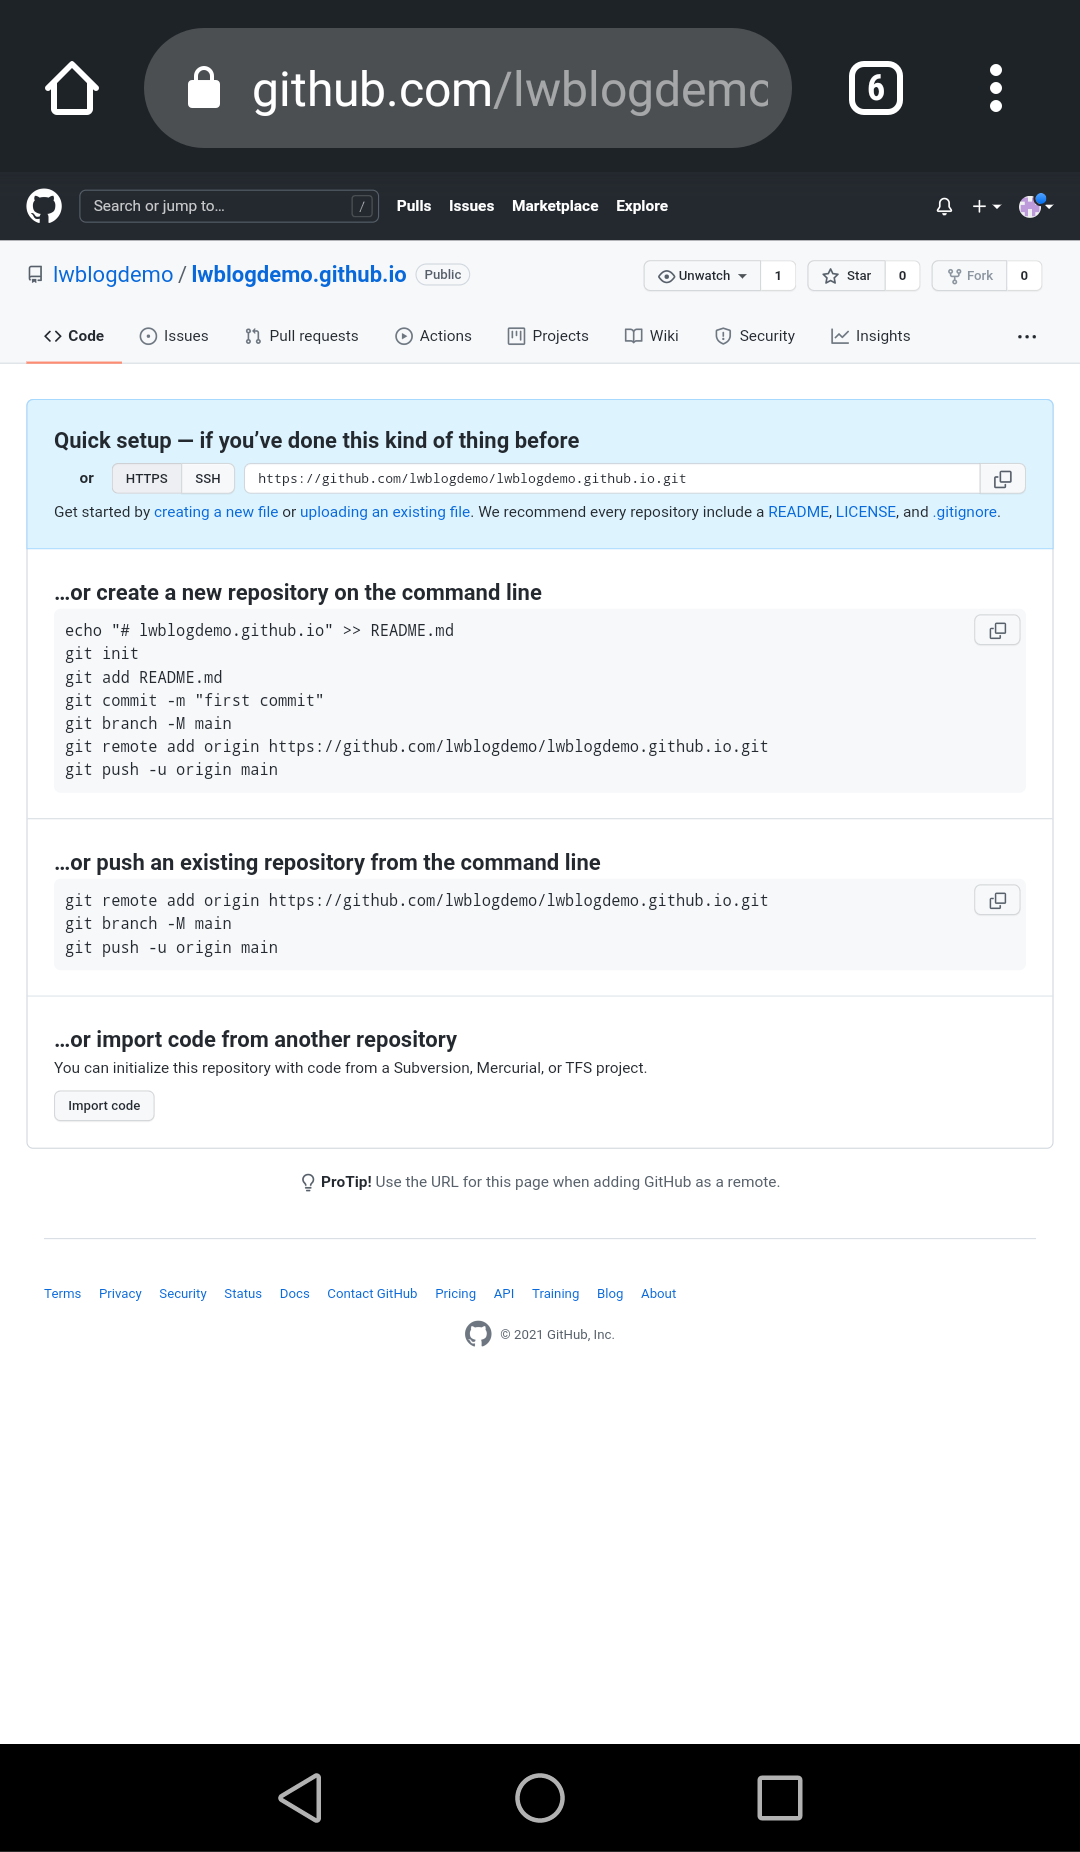 github.com/lwblogdemo
6
Search or jump to… / Pulls Issues Marketplace Explore
lwblogdemo / lwblogdemo.github.io Public Unwatch 1 Star 0 Fork 0
Code Issues Pull requests Actions Projects Wiki Security Insights
Quick setup — if you’ve done this kind of thing before
or HTTPS SSH https://github.com/lwblogdemo/lwblogdemo.github.io.git
Get started by creating a new file or uploading an existing file. We recommend every repository include a README, LICENSE, and .gitignore.
…or create a new repository on the command line
echo "# lwblogdemo.github.io" >> README.md
git init
git add README.md
git commit -m "first commit"
git branch -M main
git remote add origin https://github.com/lwblogdemo/lwblogdemo.github.io.git
git push -u origin main
…or push an existing repository from the command line
git remote add origin https://github.com/lwblogdemo/lwblogdemo.github.io.git
git branch -M main
git push -u origin main
…or import code from another repository
You can initialize this repository with code from a Subversion, Mercurial, or TFS project.
Import code
ProTip! Use the URL for this page when adding GitHub as a remote.
Terms Privacy Security Status Docs Contact GitHub Pricing API Training Blog About
© 2021 GitHub, Inc.